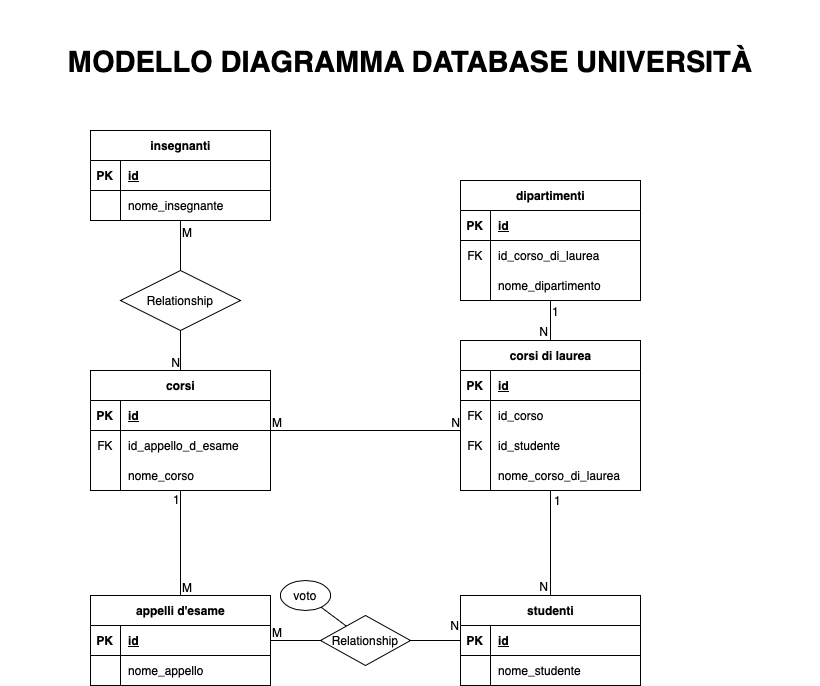 MODELLO DIAGRAMMA DATABASE UNIVERSITÀ
insegnanti
PK id
nome_insegnante
M
Relationship
N
dipartimenti
PK id
FK id_corso_di_laurea
nome_dipartimento
1
N
corsi
PK id
FK id_appello_d_esame
nome_corso
M
N
corsi di laurea
PK id
FK id_corso
FK id_studente
nome_corso_di_laurea
1
M
1
N
appelli d'esame
PK id
nome_appello
M
voto
Relationship
N
studenti
PK id
nome_studente